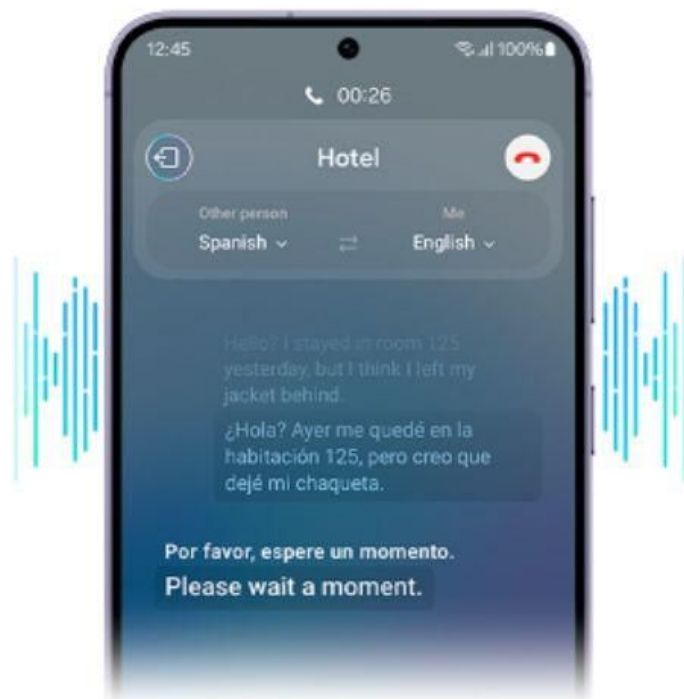 12:45 100%
00:26
Hotel
Other person Me
Spanish English
Hello? I stayed in room 125
yesterday, but I think I left my
jacket behind.
¿Hola? Ayer me quedé en la
habitación 125, pero creo que
dejé mi chaqueta.
Por favor, espere un momento.
Please wait a moment.